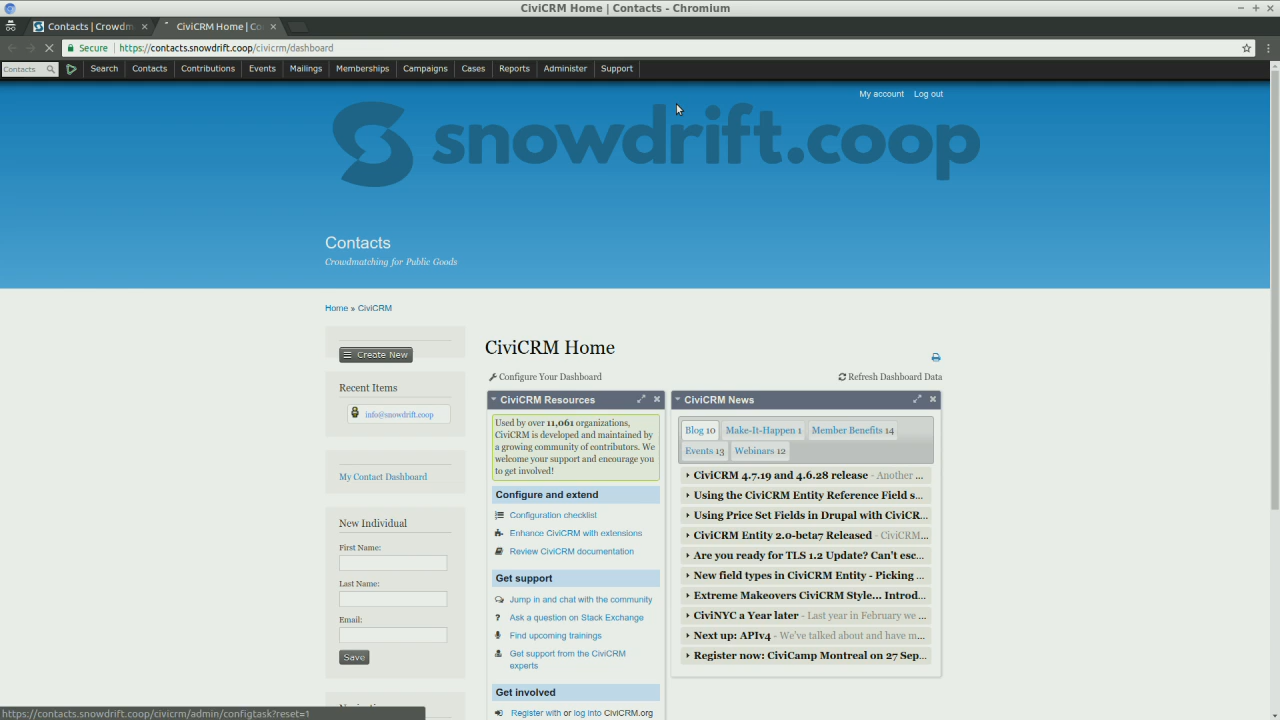 CiviCRM Home | Contacts - Chromium
Contacts | Crowdm
CiviCRM Home | Co
Secure https://contacts.snowdrift.coop/civicrm/dashboard
Contacts Search Contacts Contributions Events Mailings Memberships Campaigns Cases Reports Administer Support
My account Log out
snowdrift.coop
Contacts
Crowdmatching for Public Goods
Home » CiviCRM
Create New
Recent Items
info@snowdrift.coop
My Contact Dashboard
New Individual
First Name:
Last Name:
Email:
Save
CiviCRM Home
Configure Your Dashboard
Refresh Dashboard Data
CiviCRM Resources
Used by over 11,061 organizations,
CiviCRM is developed and maintained by
a growing community of contributors. We
welcome your support and encourage you
to get involved!
Configure and extend
Configuration checklist
Enhance CiviCRM with extensions
Review CiviCRM documentation
Get support
Jump in and chat with the community
? Ask a question on Stack Exchange
Find upcoming trainings
Get support from the CiviCRM
experts
Get involved
Register with or log into CiviCRM.org
CiviCRM News
Blog 10 Make-It-Happen 1 Member Benefits 14
Events 13 Webinars 12
CiviCRM 4.7.19 and 4.6.28 release - Another ...
Using the CiviCRM Entity Reference Field s...
Using Price Set Fields in Drupal with CiviCR...
CiviCRM Entity 2.0-beta7 Released - CiviCRM...
Are you ready for TLS 1.2 Update? Can't esc...
New field types in CiviCRM Entity - Picking ...
Extreme Makeovers CiviCRM Style... Introd...
CiviNYC a Year later - Last year in February we ...
Next up: APIv4 - We've talked about and have m...
Register now: CiviCamp Montreal on 27 Sep...
https://contacts.snowdrift.coop/civicrm/admin/configtask?reset=1